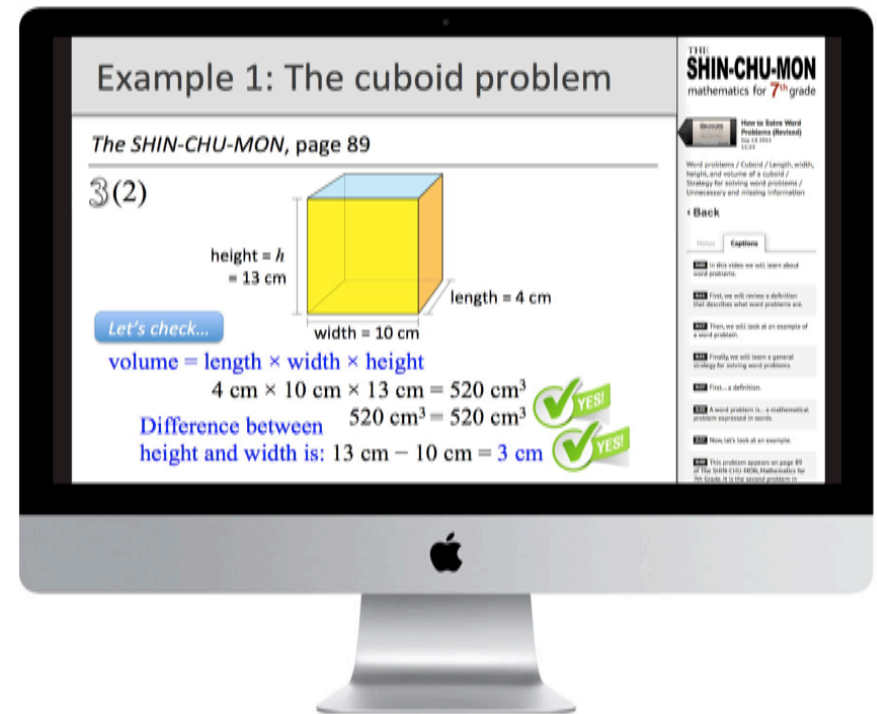 Example 1: The cuboid problem
The SHIN-CHU-MON, page 89
3(2)
height = h
= 13 cm
length = 4 cm
width = 10 cm
Let's check...
volume = length × width × height
4 cm × 10 cm × 13 cm = 520 cm³
520 cm³ = 520 cm³
YES!
Difference between
height and width is: 13 cm − 10 cm = 3 cm
YES!
THE
SHIN-CHU-MON
mathematics for 7th grade
How to Solve Word
Problems (Revised)
Word problems / Cuboid / Length, width,
height, and volume of a cuboid /
Strategy for solving word problems /
Unnecessary and missing information
‹ Back
Notes
Captions
In this video we will learn about
word problems.
First, we will review a definition
that describes what word problems are.
Then, we will look at an example of
a word problem.
Finally, we will learn a general
strategy for solving word problems.
First... a definition.
A word problem is... a mathematical
problem expressed in words.
Now, let's look at an example.
This problem appears on page 89
of The SHIN-CHU-MON, Mathematics for
7th Grade. It is the second problem in